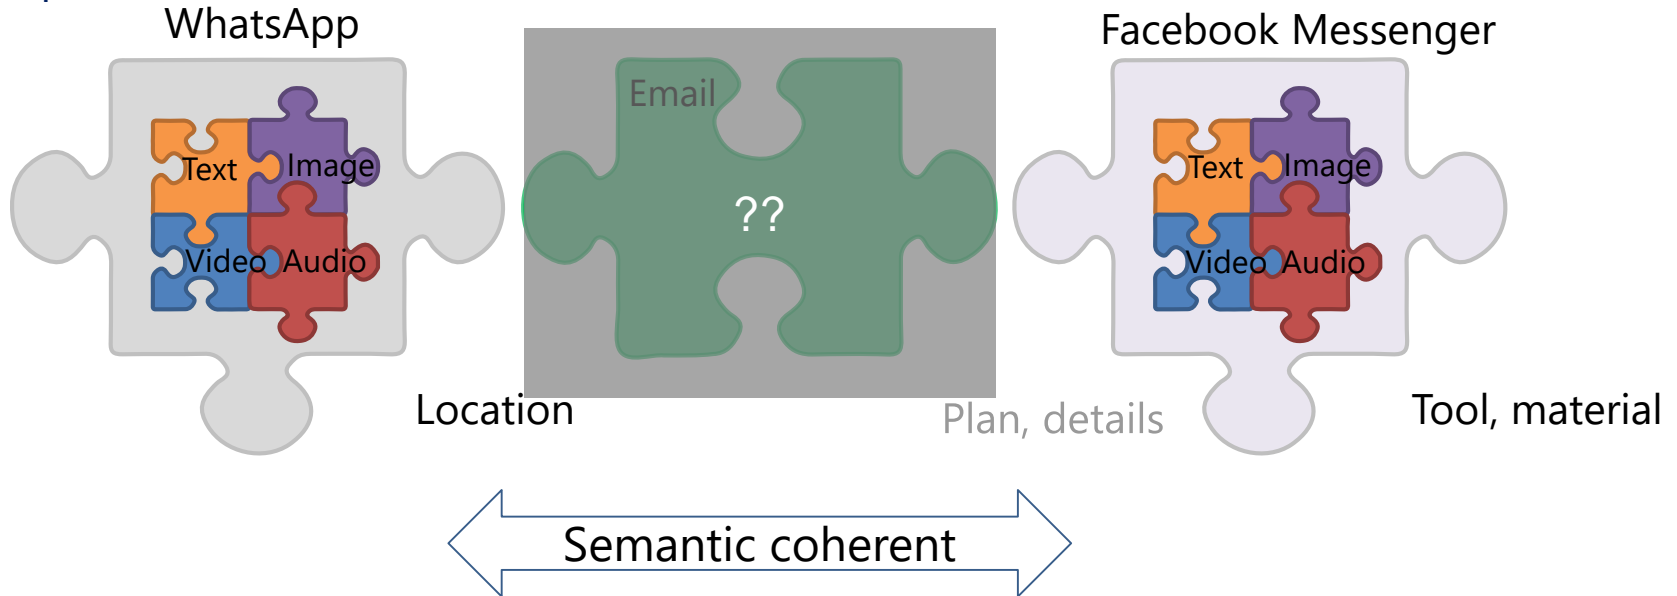 WhatsApp
Facebook Messenger
Email
Text
Image
Video
Audio
??
Text
Image
Video
Audio
Location
Plan, details
Tool, material
Semantic coherent